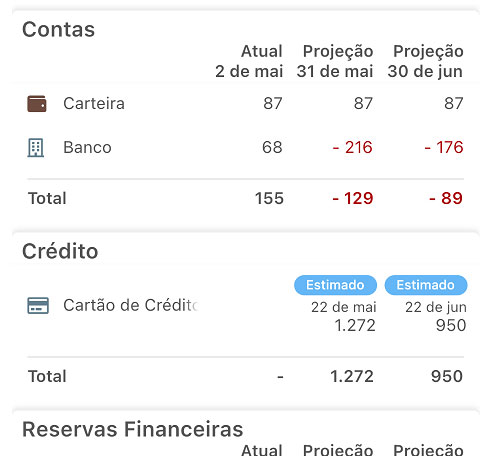 Contas
Atual Projeção Projeção
2 de mai 31 de mai 30 de jun
Carteira 87 87 87
Banco 68 - 216 - 176
Total 155 - 129 - 89
Crédito
Estimado Estimado
Cartão de Crédito 22 de mai 22 de jun
1.272 950
Total - 1.272 950
Reservas Financeiras
Atual Projeção Projeção